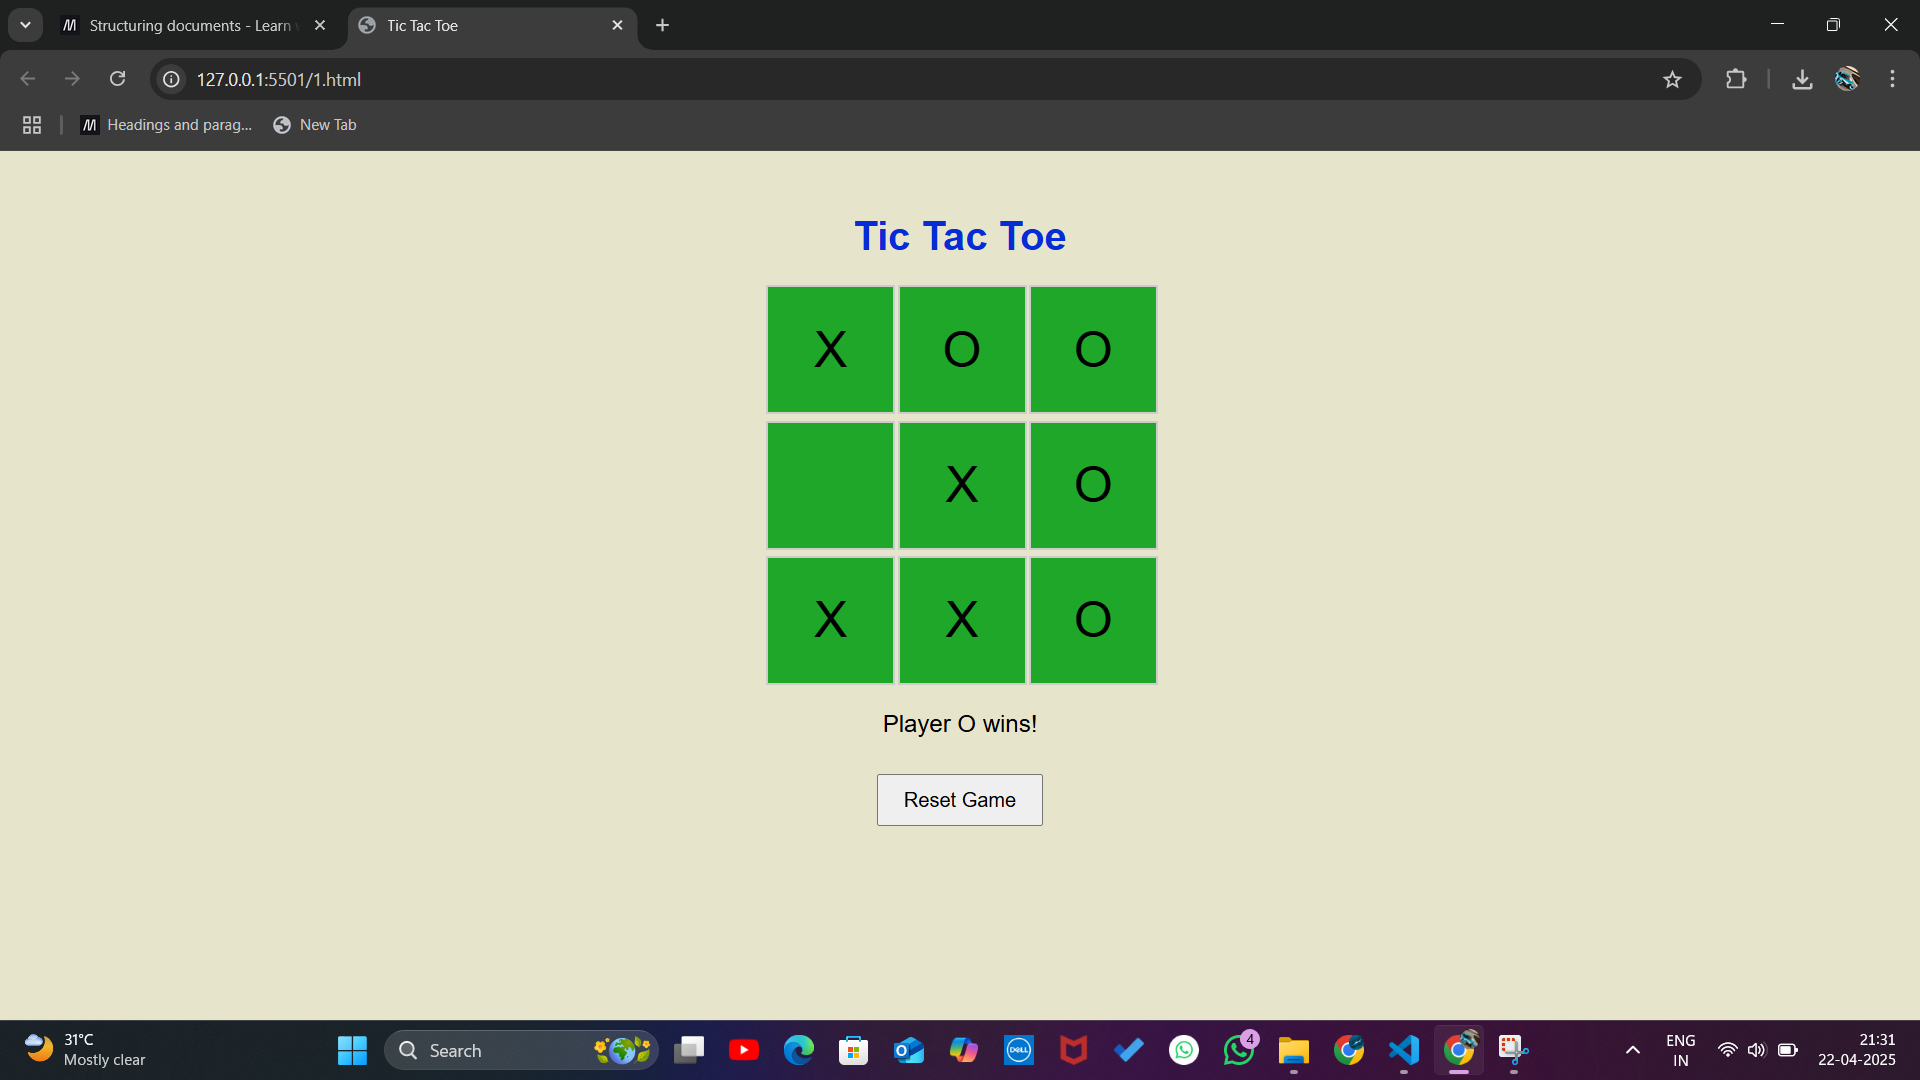 Structuring documents - Learn
Tic Tac Toe
127.0.0.1:5501/1.html
Headings and parag...
New Tab
Tic Tac Toe
X O O
X O
X X O
Player O wins!
Reset Game
31°C
Mostly clear
Search
DELL
4
ENG
IN
21:31
22-04-2025